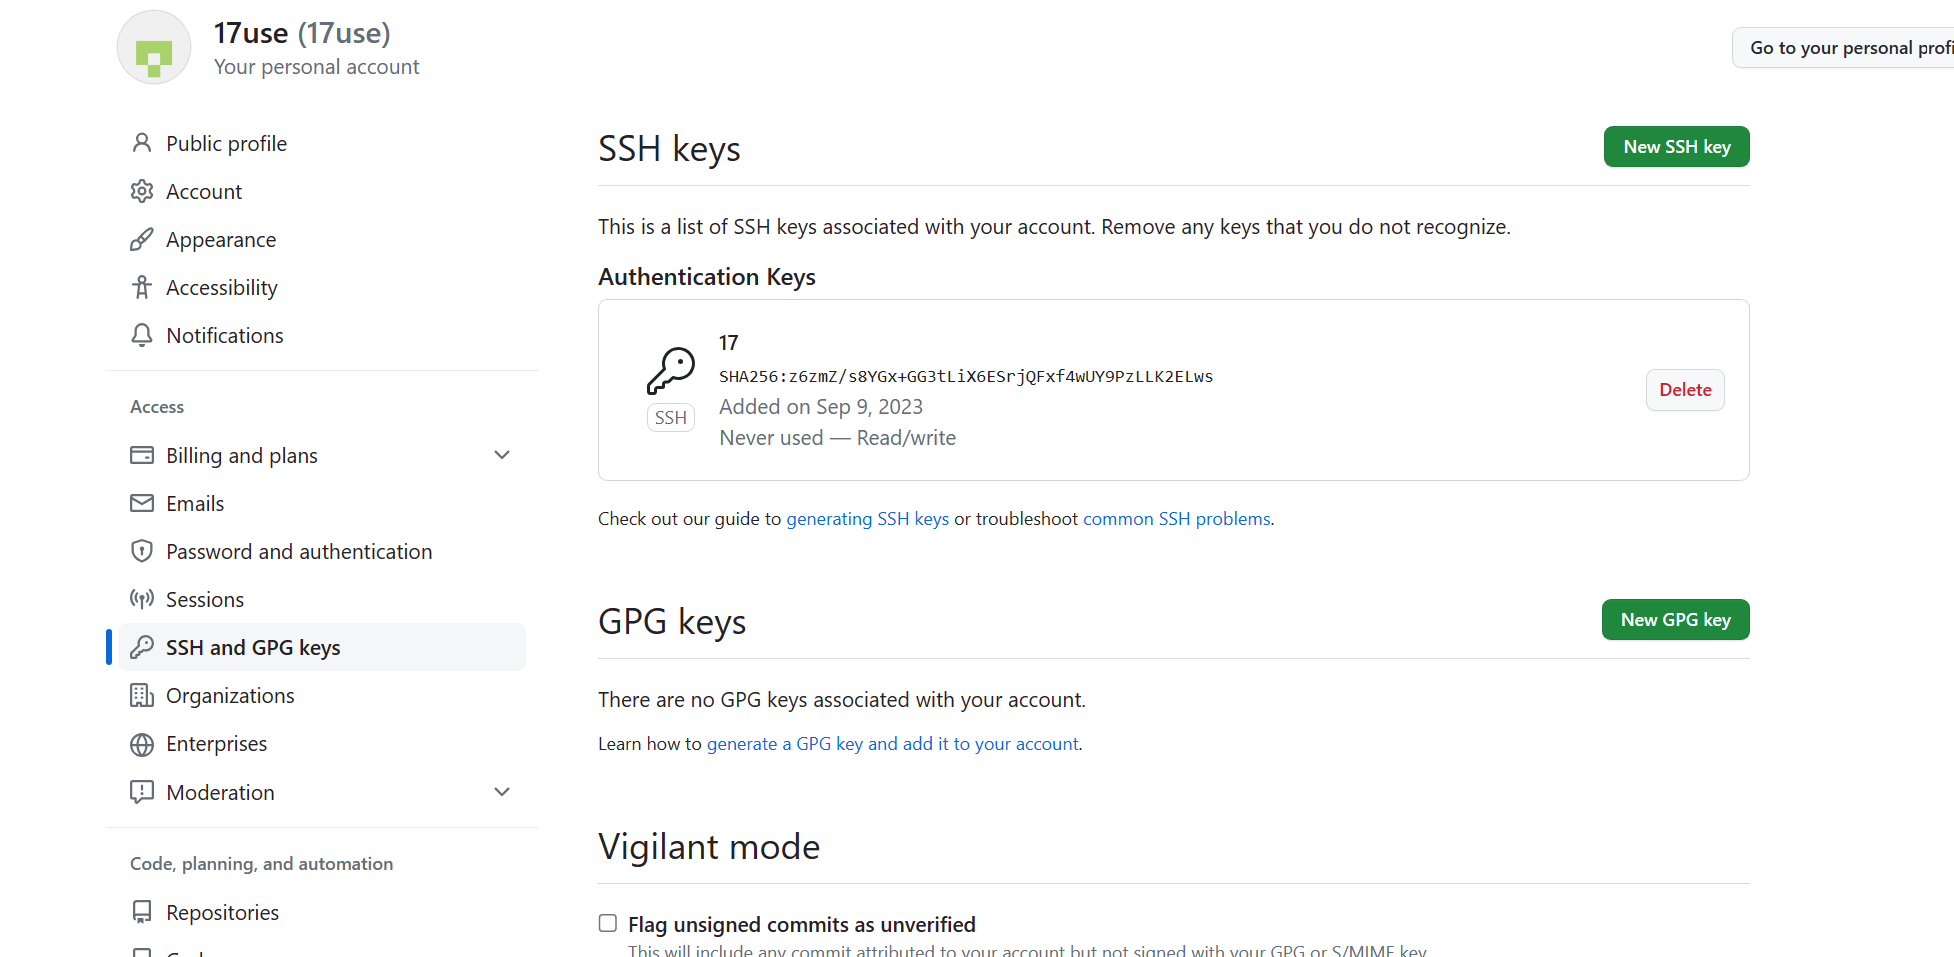 17use (17use)
Your personal account
Go to your personal profi
Public profile
Account
Appearance
Accessibility
Notifications
Access
Billing and plans
Emails
Password and authentication
Sessions
SSH and GPG keys
Organizations
Enterprises
Moderation
Code, planning, and automation
Repositories
SSH keys
New SSH key
This is a list of SSH keys associated with your account. Remove any keys that you do not recognize.
Authentication Keys
17
SHA256:z6zmZ/s8YGx+GG3tLiX6ESrjQFxf4wUY9PzLLK2ELws
SSH
Added on Sep 9, 2023
Never used — Read/write
Delete
Check out our guide to generating SSH keys or troubleshoot common SSH problems.
GPG keys
New GPG key
There are no GPG keys associated with your account.
Learn how to generate a GPG key and add it to your account.
Vigilant mode
Flag unsigned commits as unverified
This will include any commit attributed to your account but not signed with your GPG or S/MIME key